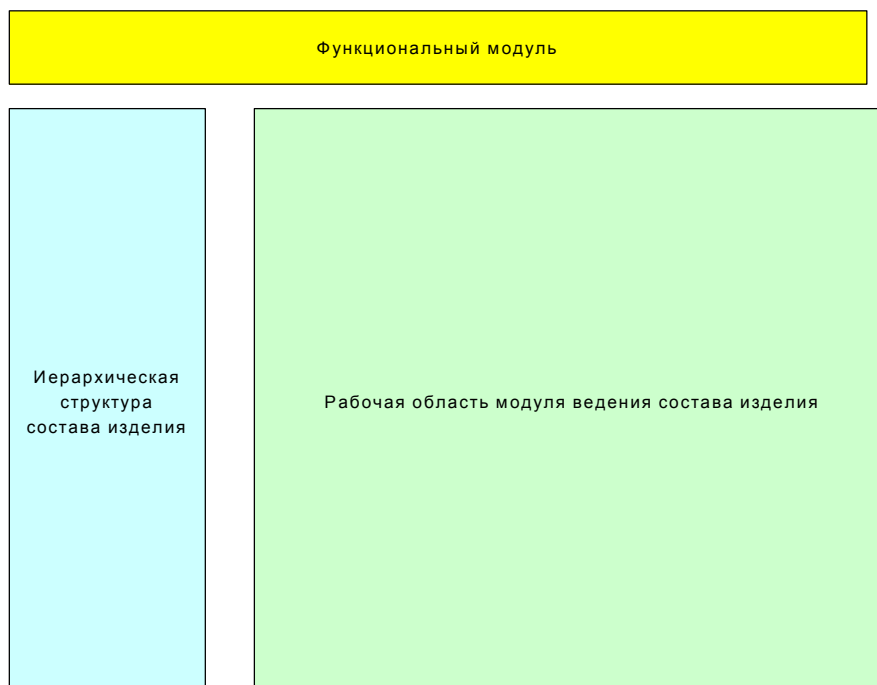 Функциональный модуль
Иерархическая
структура
состава изделия
Рабочая область модуля ведения состава изделия